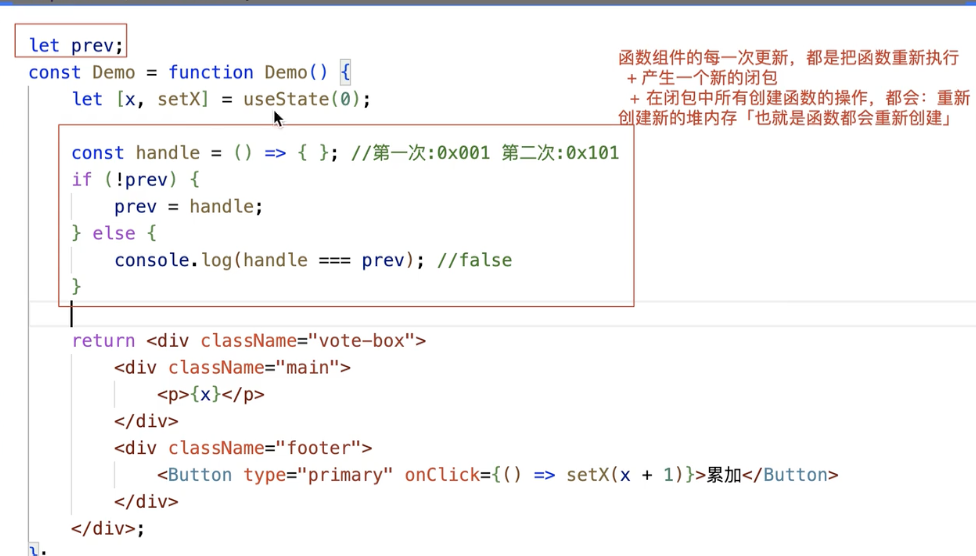 let prev;
const Demo = function Demo() {
let [x, setX] = useState(0);
const handle = () => { }; //第一次:0x001 第二次:0x101
if (!prev) {
prev = handle;
} else {
console.log(handle === prev); //false
}
return <div className="vote-box">
<div className="main">
<p>{x}</p>
</div>
<div className="footer">
<Button type="primary" onClick={() => setX(x + 1)}>累加</Button>
</div>
</div>;
};
函数组件的每一次更新，都是把函数重新执行
+ 产生一个新的闭包
+ 在闭包中所有创建函数的操作，都会：重新
创建新的堆内存「也就是函数都会重新创建」